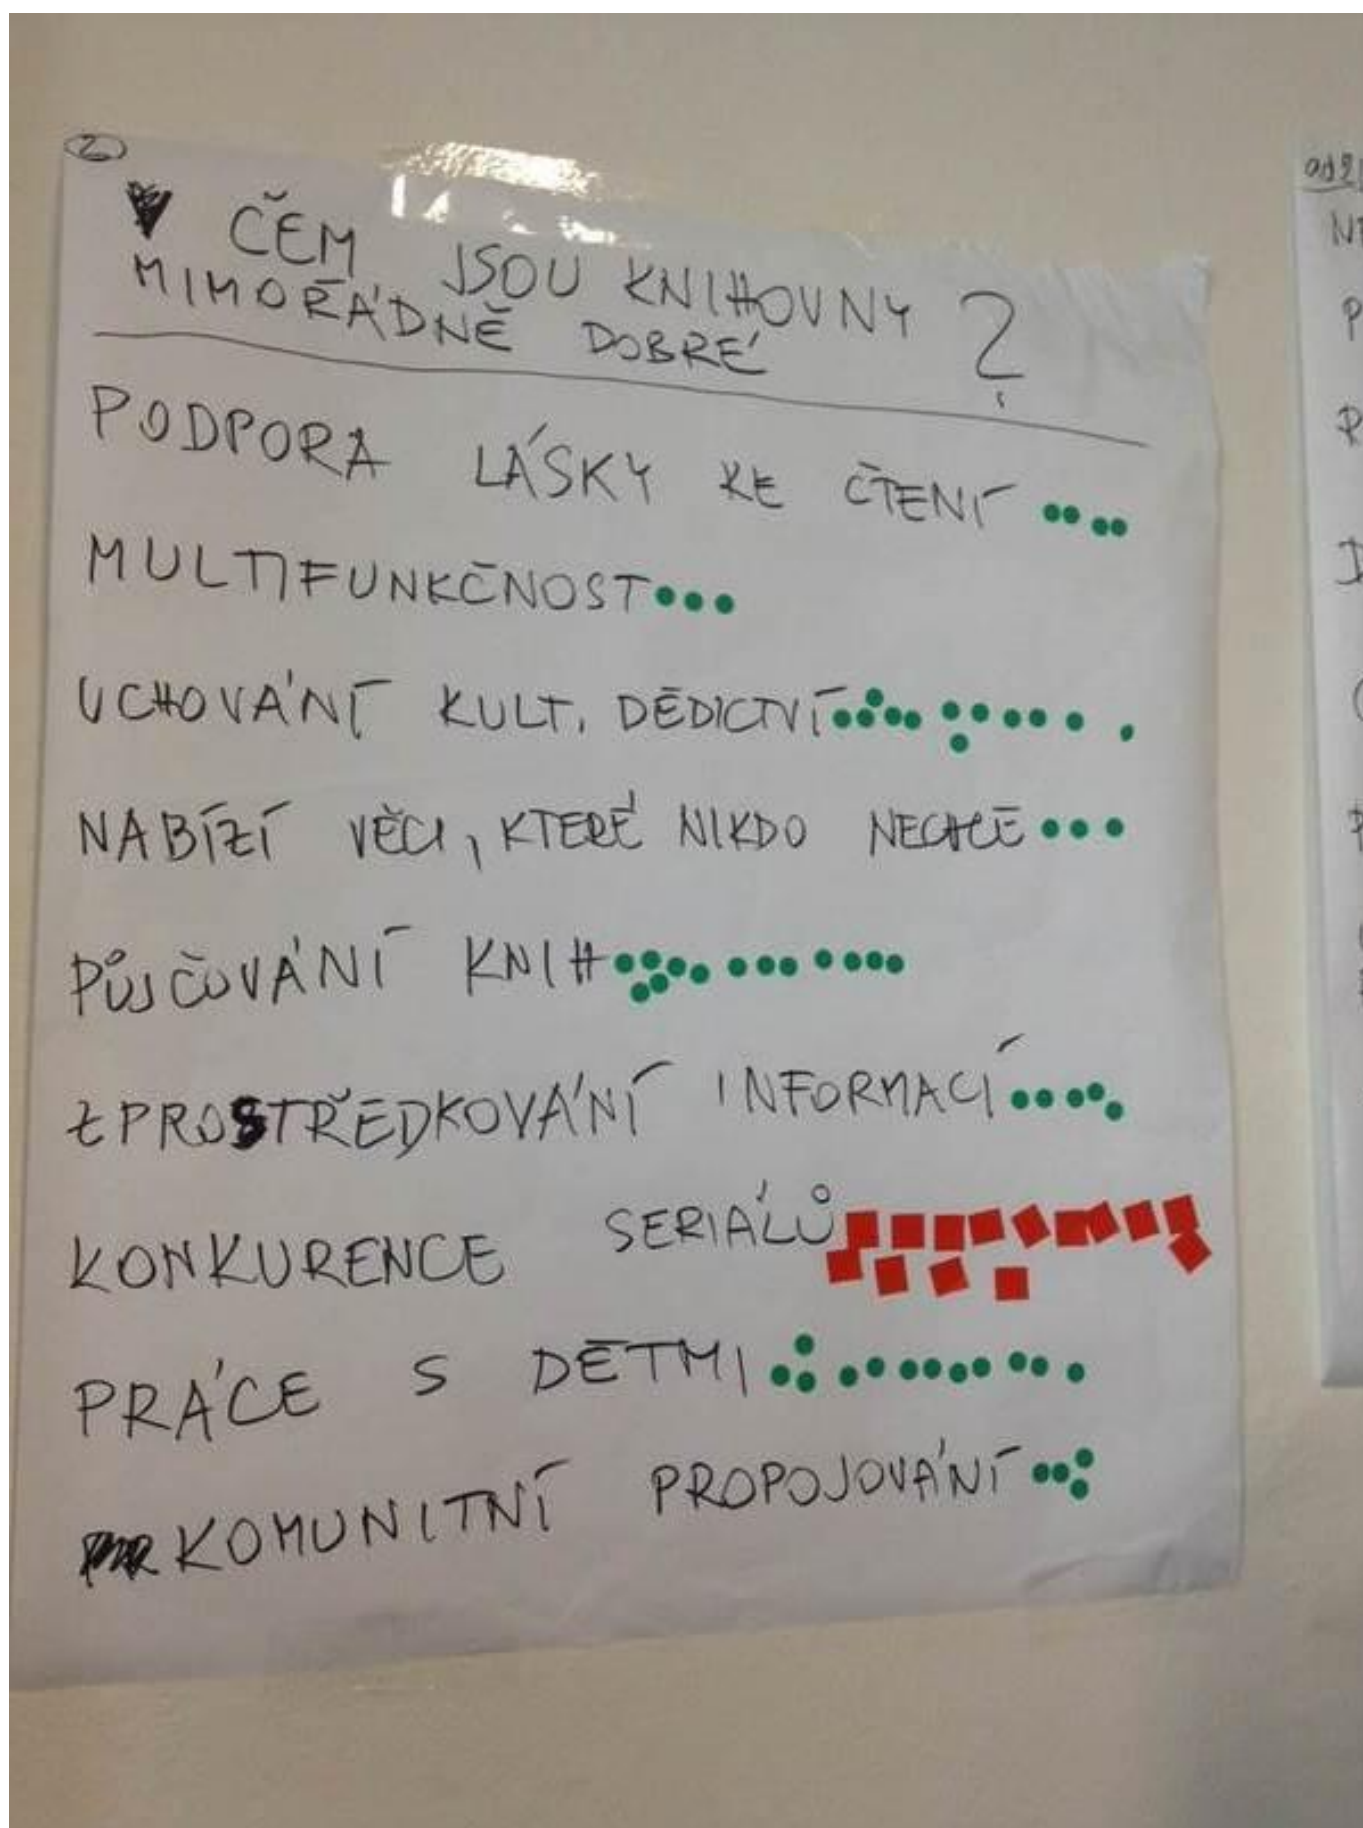 2
V ČEM JSOU KNIHOVNY
MIMOŘÁDNĚ DOBRÉ ?
PODPORA LÁSKY KE ČTENÍ
MULTIFUNKČNOST
UCHOVÁNÍ KULT. DĚDICTVÍ
NABÍZÍ VĚCI, KTERÉ NIKDO NECHCE
PŮJČOVÁNÍ KNIH
ZPROSTŘEDKOVÁNÍ INFORMACÍ
KONKURENCE SERIÁLŮ
PRÁCE S DĚTMI
KOMUNITNÍ PROPOJOVÁNÍ